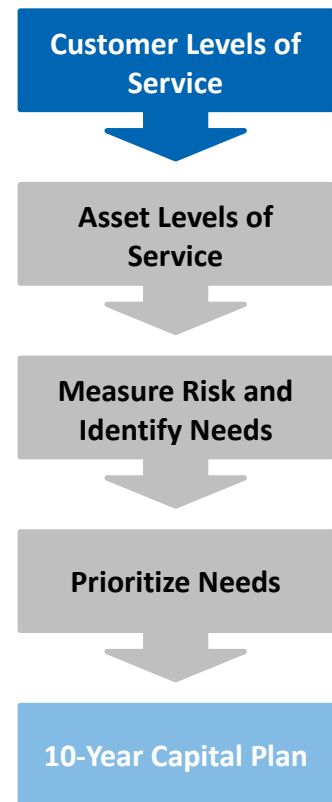 Customer Levels of
Service
Asset Levels of
Service
Measure Risk and
Identify Needs
Prioritize Needs
10-Year Capital Plan